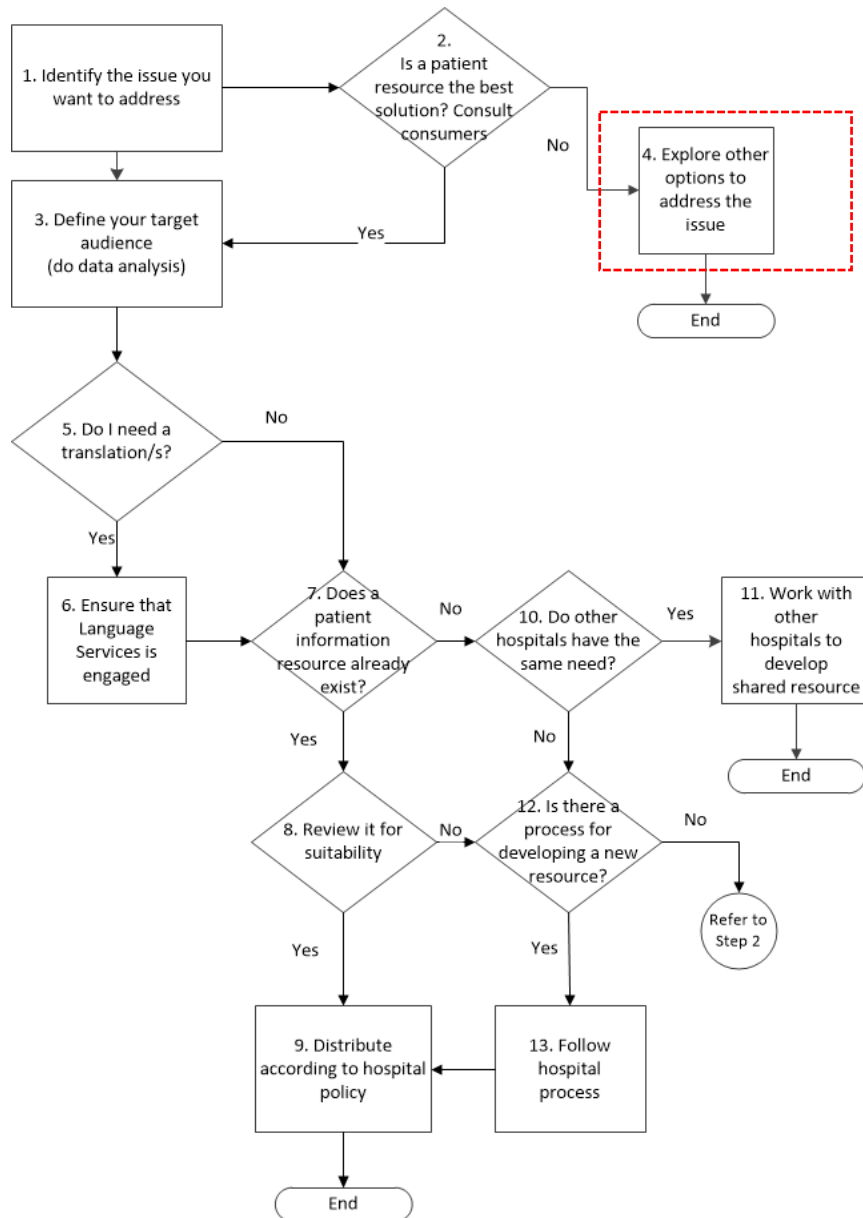 1. Identify the issue you
want to address
2.
Is a patient
resource the best
solution? Consult
consumers
No
4. Explore other
options to
address the
issue
3. Define your target
audience
(do data analysis)
Yes
End
5. Do I need a
translation/s?
No
Yes
6. Ensure that
Language
Services is
engaged
7. Does a
patient
information
resource already
exist?
No
10. Do other
hospitals have the
same need?
Yes
11. Work with
other
hospitals to
develop
shared resource
Yes
No
End
8. Review it for
suitability
No
12. Is there a
process for
developing a new
resource?
No
Refer to
Step 2
Yes
Yes
9. Distribute
according to hospital
policy
13. Follow
hospital
process
End